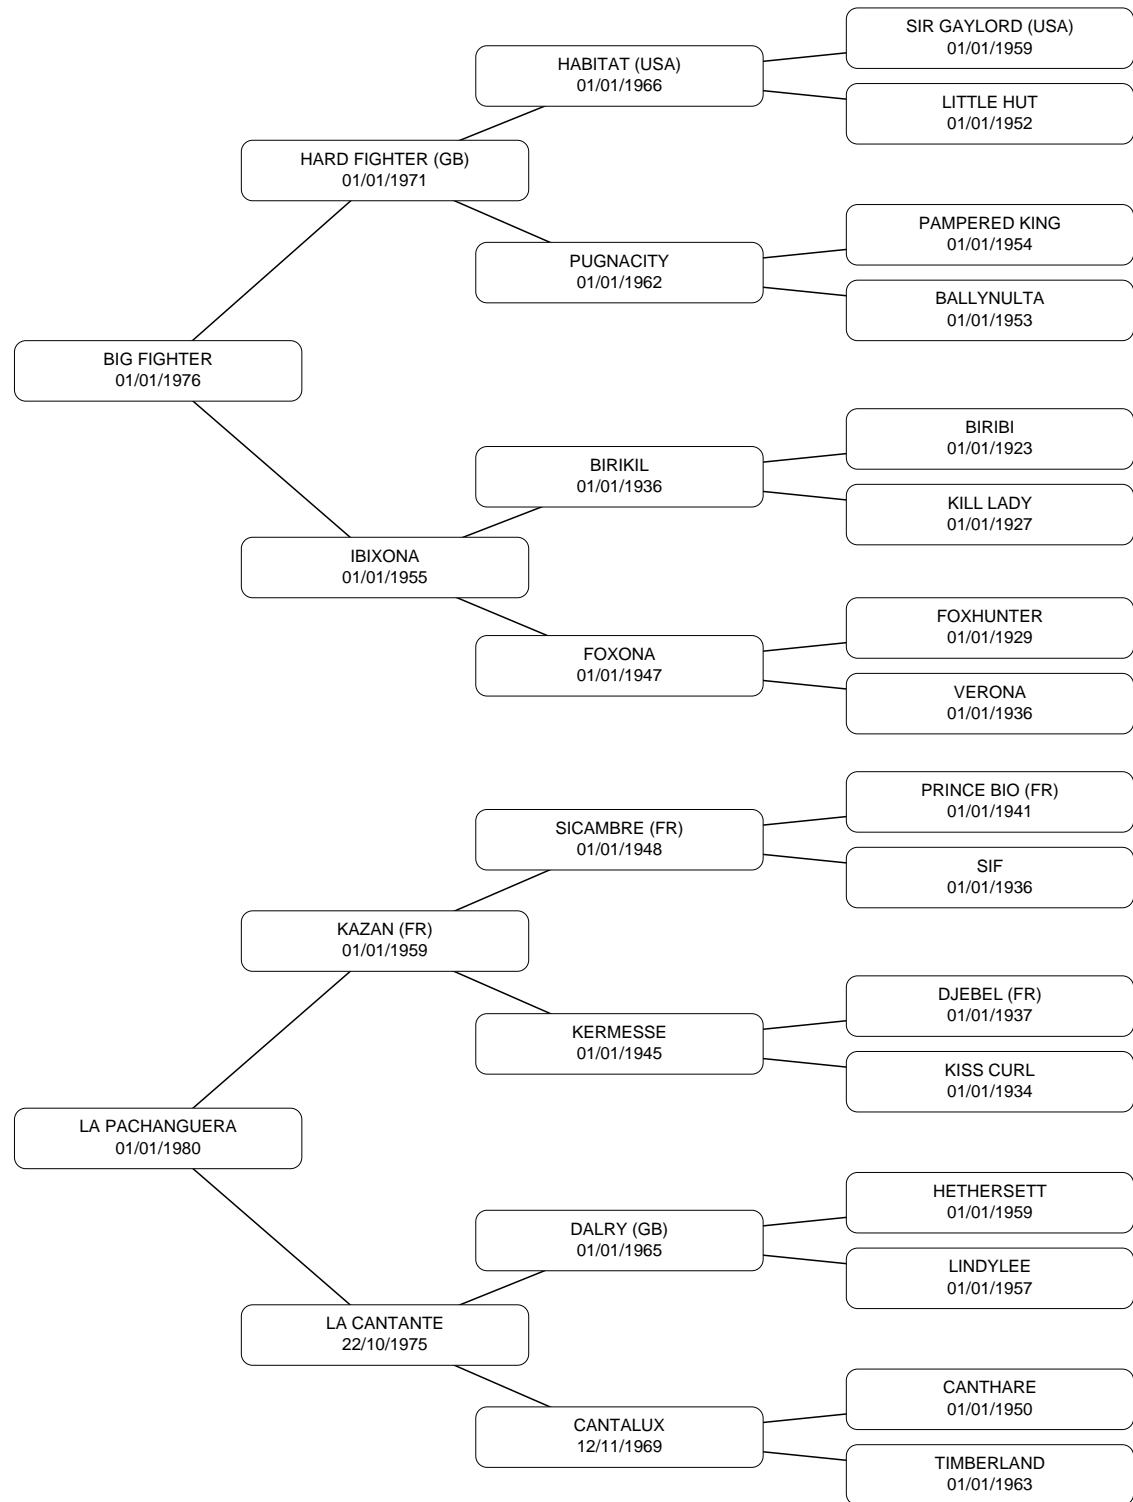 SIR GAYLORD (USA)
01/01/1959
HABITAT (USA)
01/01/1966
LITTLE HUT
01/01/1952
HARD FIGHTER (GB)
01/01/1971
PAMPERED KING
01/01/1954
PUGNACITY
01/01/1962
BALLYNULTA
01/01/1953
BIG FIGHTER
01/01/1976
BIRIBI
01/01/1923
BIRIKIL
01/01/1936
KILL LADY
01/01/1927
IBIXONA
01/01/1955
FOXHUNTER
01/01/1929
FOXONA
01/01/1947
VERONA
01/01/1936
PRINCE BIO (FR)
01/01/1941
SICAMBRE (FR)
01/01/1948
SIF
01/01/1936
KAZAN (FR)
01/01/1959
DJEBEL (FR)
01/01/1937
KERMESSE
01/01/1945
KISS CURL
01/01/1934
LA PACHANGUERA
01/01/1980
HETHERSETT
01/01/1959
DALRY (GB)
01/01/1965
LINDYLEE
01/01/1957
LA CANTANTE
22/10/1975
CANTHARE
01/01/1950
CANTALUX
12/11/1969
TIMBERLAND
01/01/1963